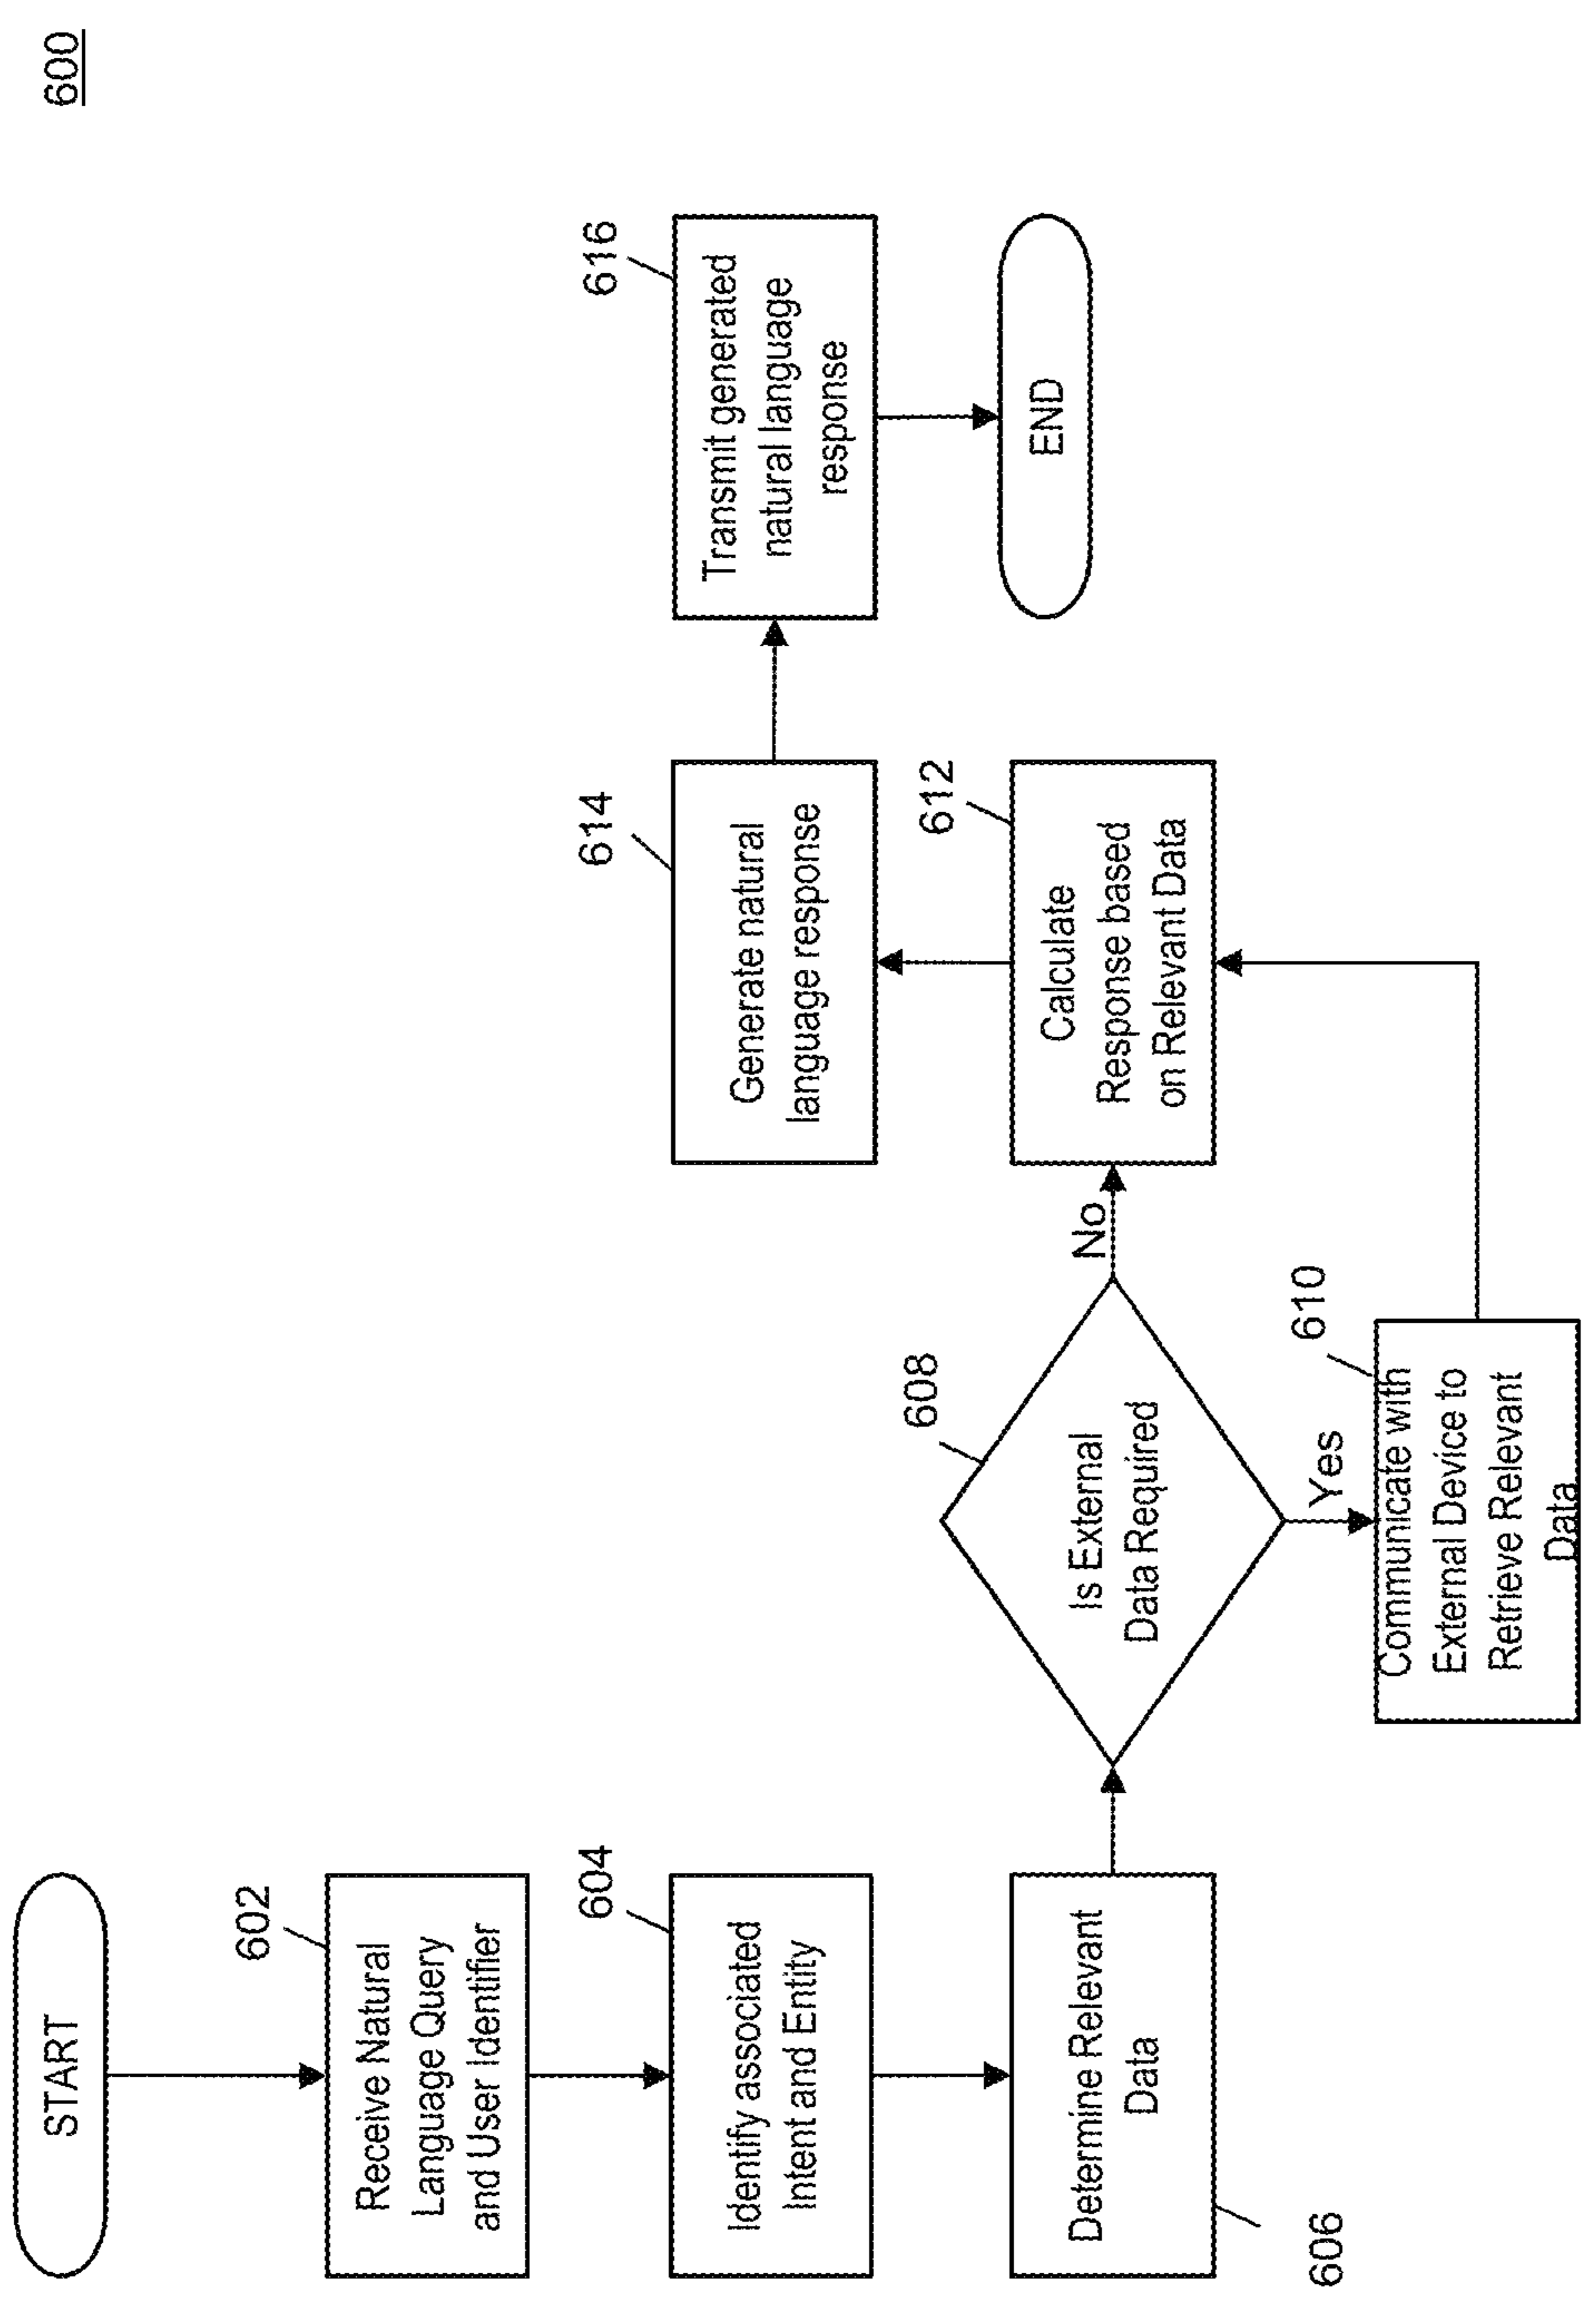 600
START
602
Receive Natural
Language Query
and User Identifier
604
Identify associated
Intent and Entity
606
Determine Relevant
Data
608
Is External
Data Required
Yes
No
610
Communicate with
External Device to
Retrieve Relevant
Data
612
Calculate
Response based
on Relevant Data
614
Generate natural
language response
616
Transmit generated
natural language
response
END